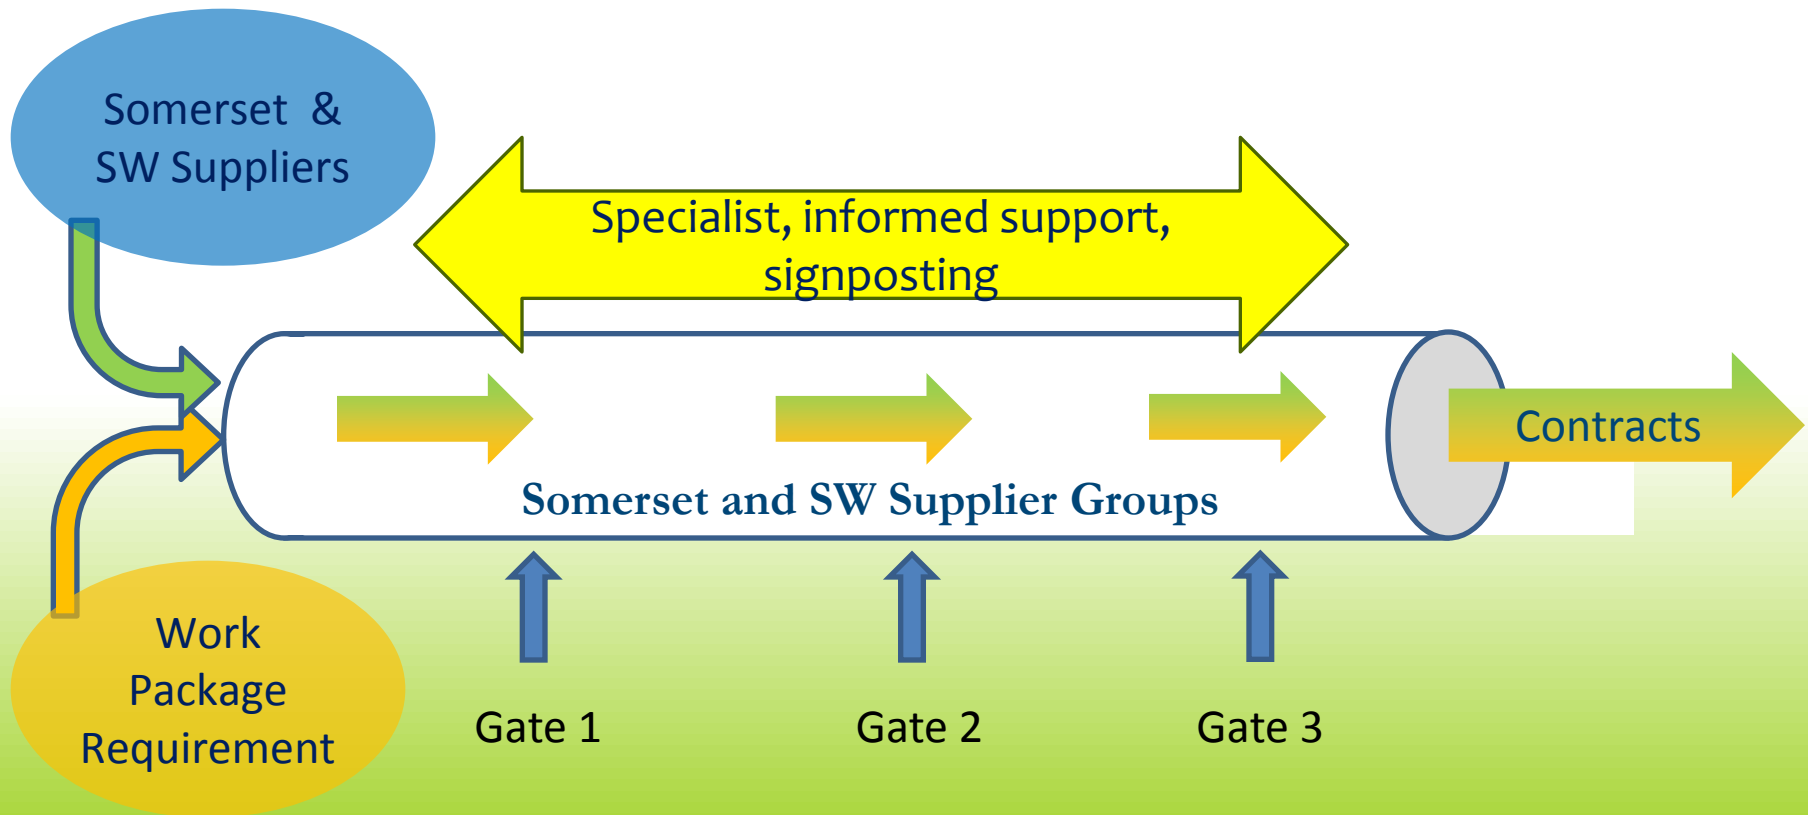 Somerset &
SW Suppliers
Specialist, informed support,
signposting
Contracts
Somerset and SW Supplier Groups
Work
Package
Requirement
Gate 1
Gate 2
Gate 3